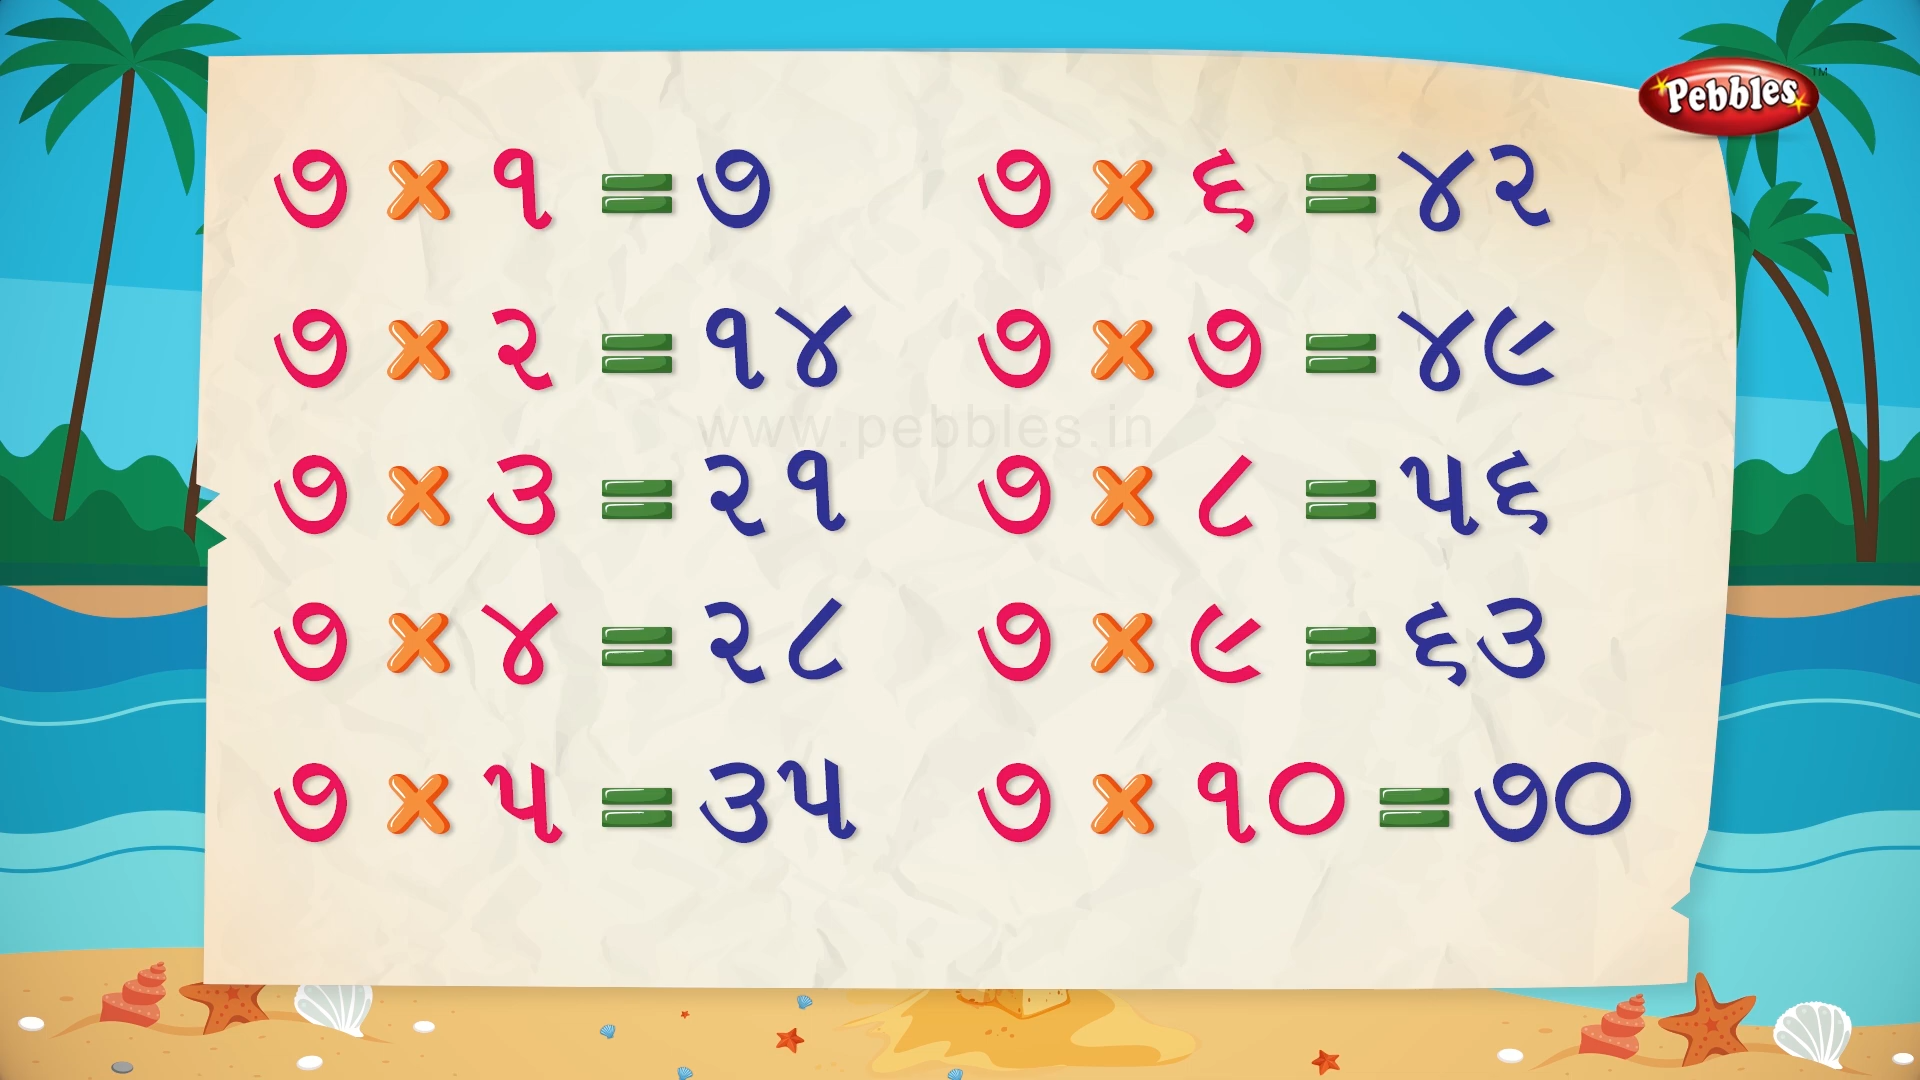 Pebbles™
૭ × ૧ = ૭
૭ × ૨ = ૧૪
૭ × ૩ = ૨૧
૭ × ૪ = ૨૮
૭ × ૫ = ૩૫
૭ × ૬ = ૪૨
૭ × ૭ = ૪૯
૭ × ૮ = ૫૬
૭ × ૯ = ૬૩
૭ × ૧૦ = ૭૦
www.pebbles.in